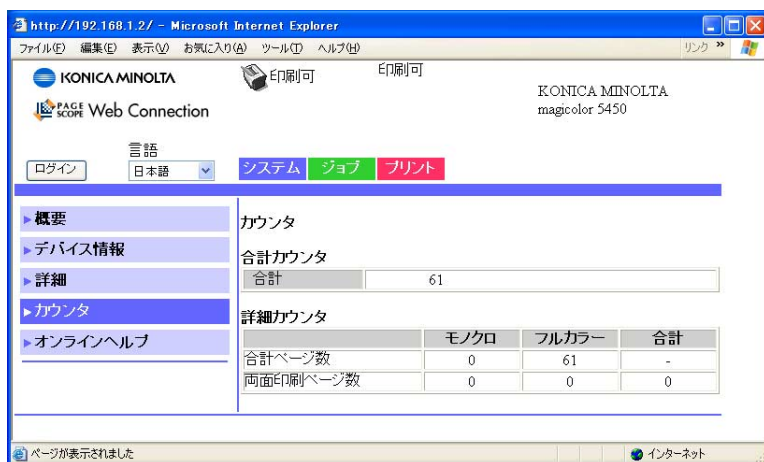 http://192.168.1.2/ - Microsoft Internet Explorer
ファイル(F) 編集(E) 表示(V) お気に入り(A) ツール(T) ヘルプ(H) リンク »
KONICA MINOLTA 印刷可 印刷可
KONICA MINOLTA
magicolor 5450
PAGE SCOPE Web Connection
言語
ログイン 日本語 システム ジョブ プリント
概要
デバイス情報
詳細
カウンタ
オンラインヘルプ
カウンタ
合計カウンタ
合計 61
詳細カウンタ
モノクロ フルカラー 合計
合計ページ数 0 61 -
両面印刷ページ数 0 0 0
ページが表示されました インターネット